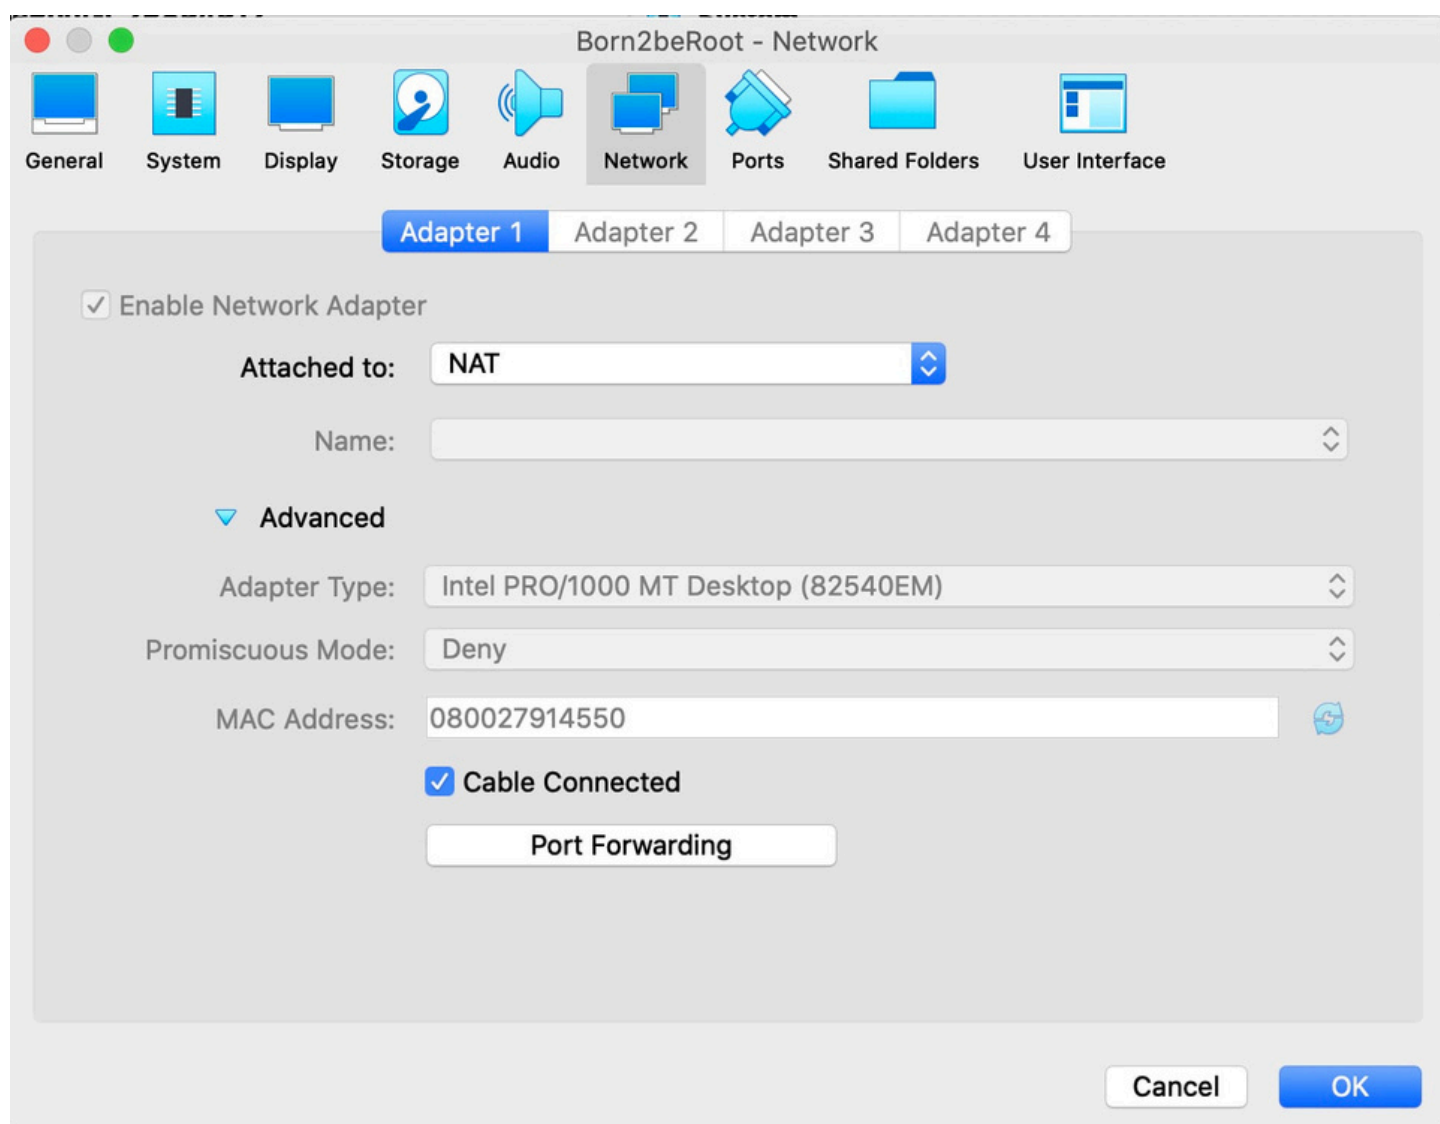 Born2beRoot - Network
General System Display Storage Audio Network Ports Shared Folders User Interface
Adapter 1 Adapter 2 Adapter 3 Adapter 4
Enable Network Adapter
Attached to: NAT
Name:
Advanced
Adapter Type: Intel PRO/1000 MT Desktop (82540EM)
Promiscuous Mode: Deny
MAC Address: 080027914550
Cable Connected
Port Forwarding
Cancel OK